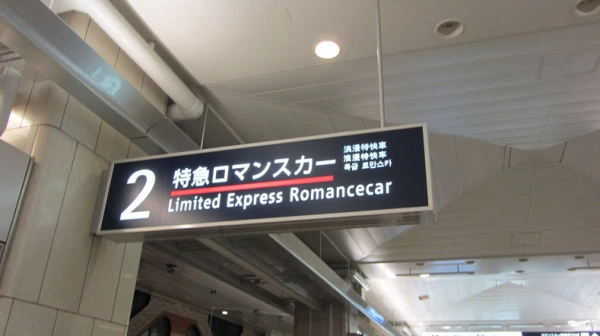 2
特急ロマンスカー
Limited Express Romancecar
浪漫特快車
浪漫特快车
특급 로만스카